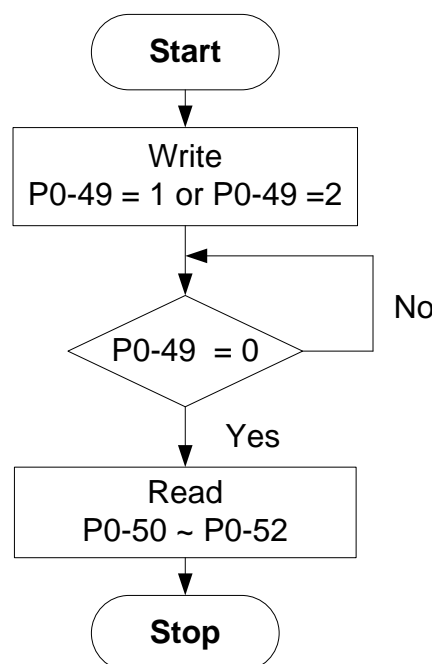 Start
Write
P0-49 = 1 or P0-49 =2
No
P0-49 = 0
Yes
Read
P0-50 ~ P0-52
Stop